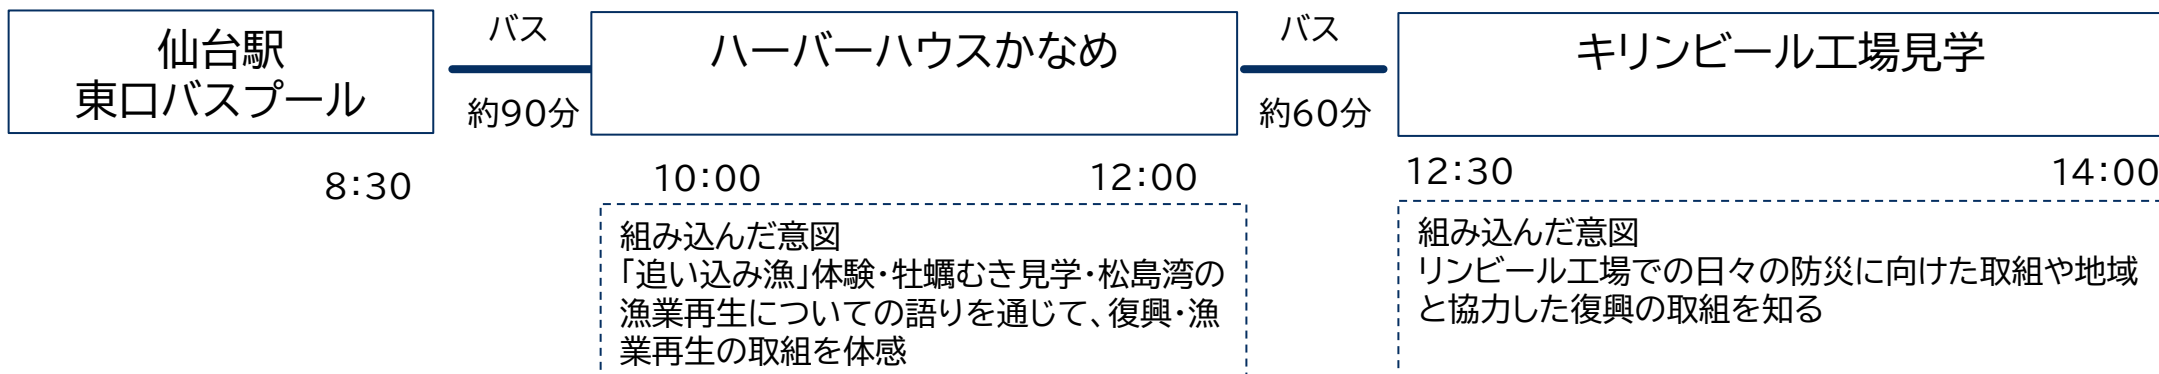 仙台駅
東口バスプール
バス
約90分
ハーバーハウスかなめ
バス
約60分
キリンビール工場見学
8:30
10:00
12:00
12:30
14:00
組み込んだ意図
「追い込み漁」体験・牡蠣むき見学・松島湾の
漁業再生についての語りを通じて、復興・漁
業再生の取組を体感
組み込んだ意図
リンビール工場での日々の防災に向けた取組や地域
と協力した復興の取組を知る